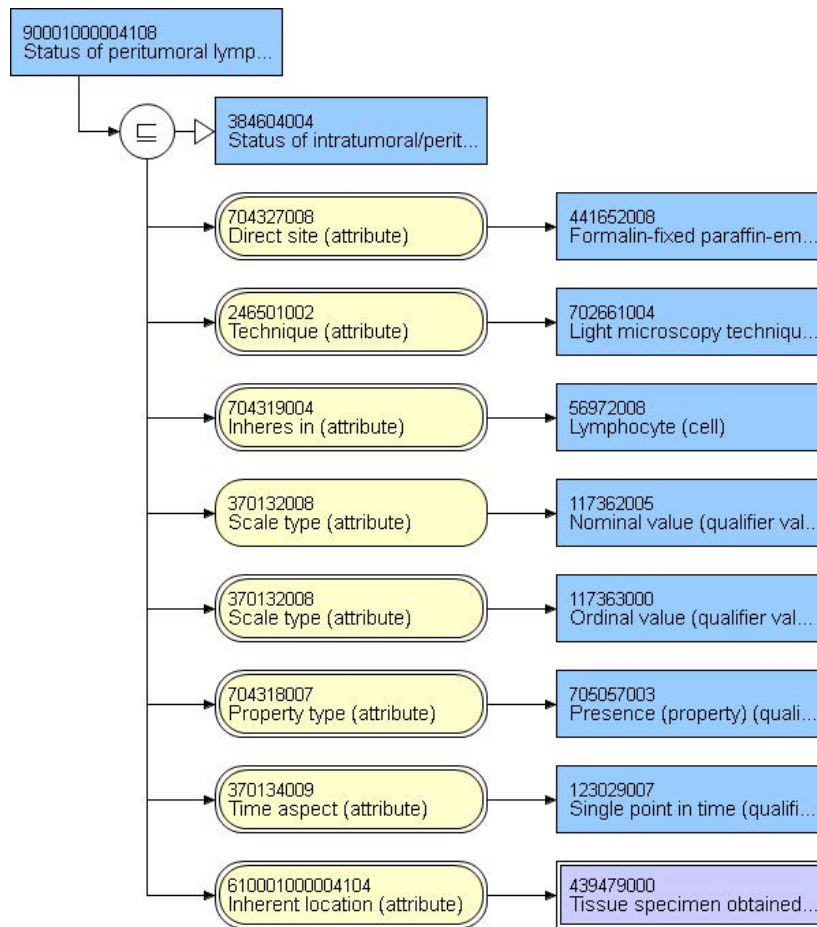 90001000004108
Status of peritumoral lymp...
⊑
384604004
Status of intratumoral/perit...
704327008
Direct site (attribute)
441652008
Formalin-fixed paraffin-em...
246501002
Technique (attribute)
702661004
Light microscopy techniqu...
704319004
Inheres in (attribute)
56972008
Lymphocyte (cell)
370132008
Scale type (attribute)
117362005
Nominal value (qualifier val...
370132008
Scale type (attribute)
117363000
Ordinal value (qualifier val...
704318007
Property type (attribute)
705057003
Presence (property) (quali...
370134009
Time aspect (attribute)
123029007
Single point in time (qualifi...
610001000004104
Inherent location (attribute)
439479000
Tissue specimen obtained...